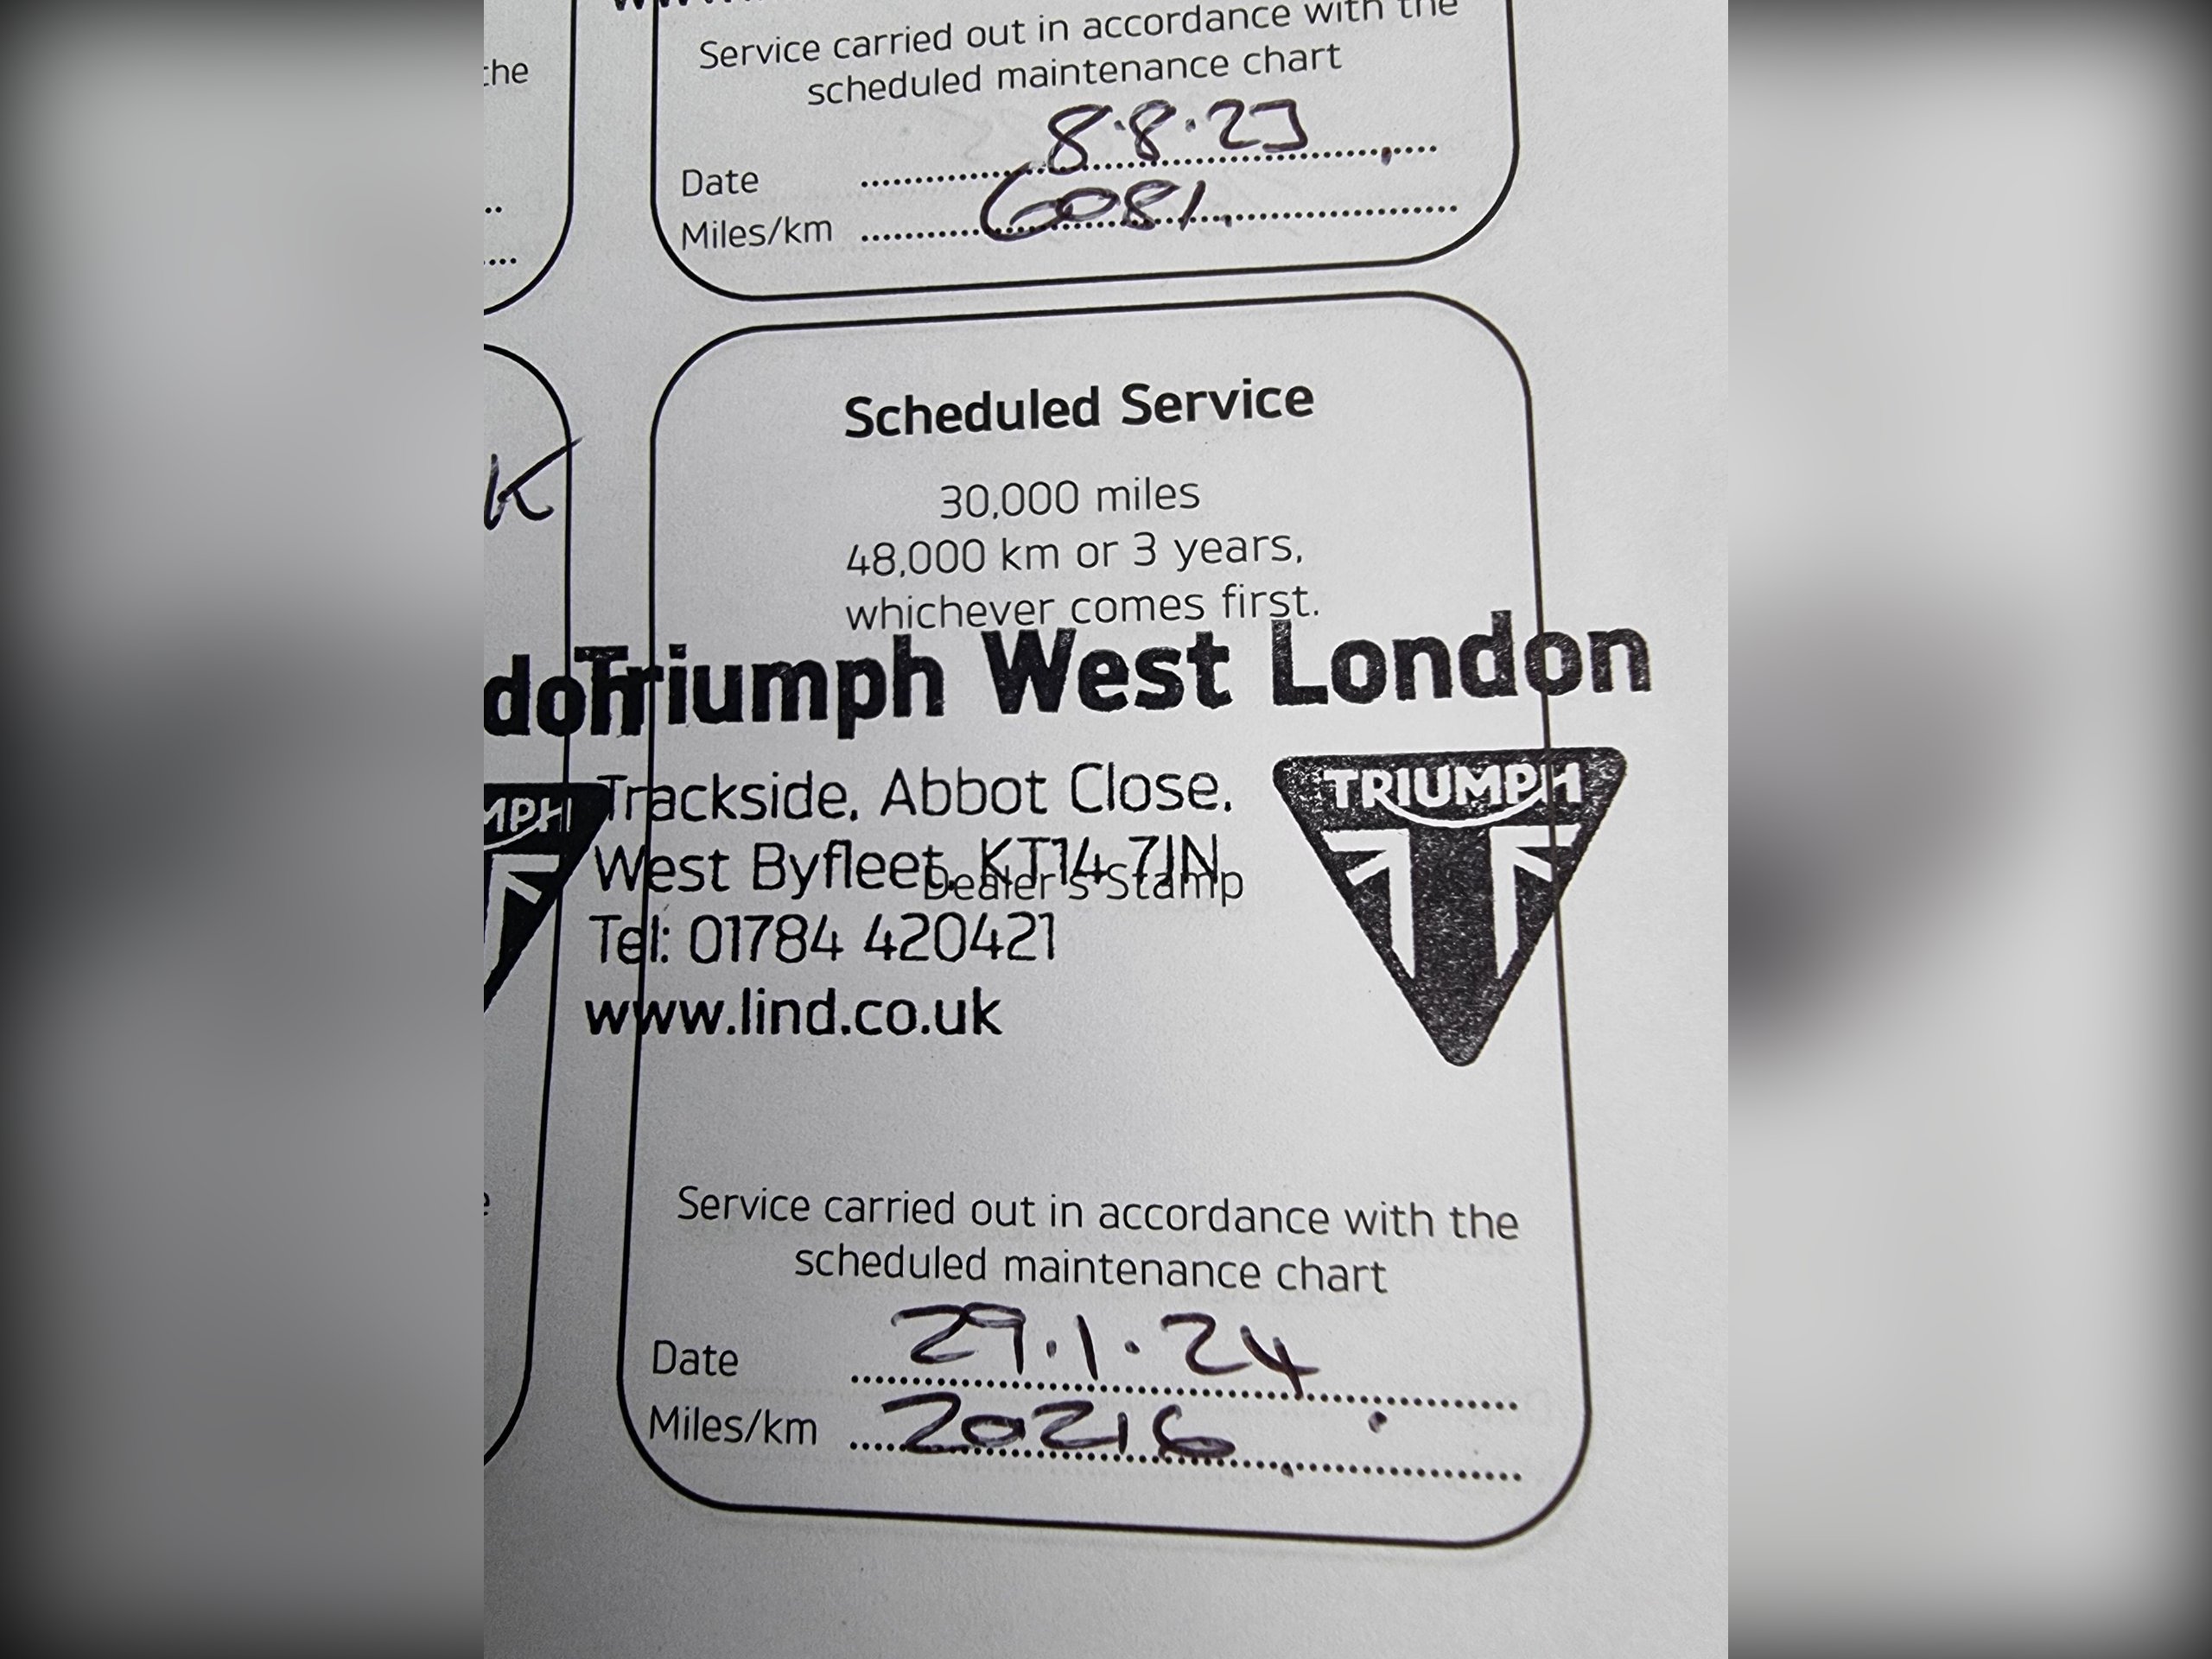 Service carried out in accordance with the
scheduled maintenance chart
Date 8.8.23
Miles/km 6081
the
K
Scheduled Service
30,000 miles
48,000 km or 3 years,
whichever comes first.
Triumph West London
Trackside, Abbot Close,
West Byfleet, KT14 7JN
Dealer's Stamp
Tel: 01784 420421
www.lind.co.uk
TRIUMPH
don
MPH
Service carried out in accordance with the
scheduled maintenance chart
Date 29.1.24
Miles/km 20216